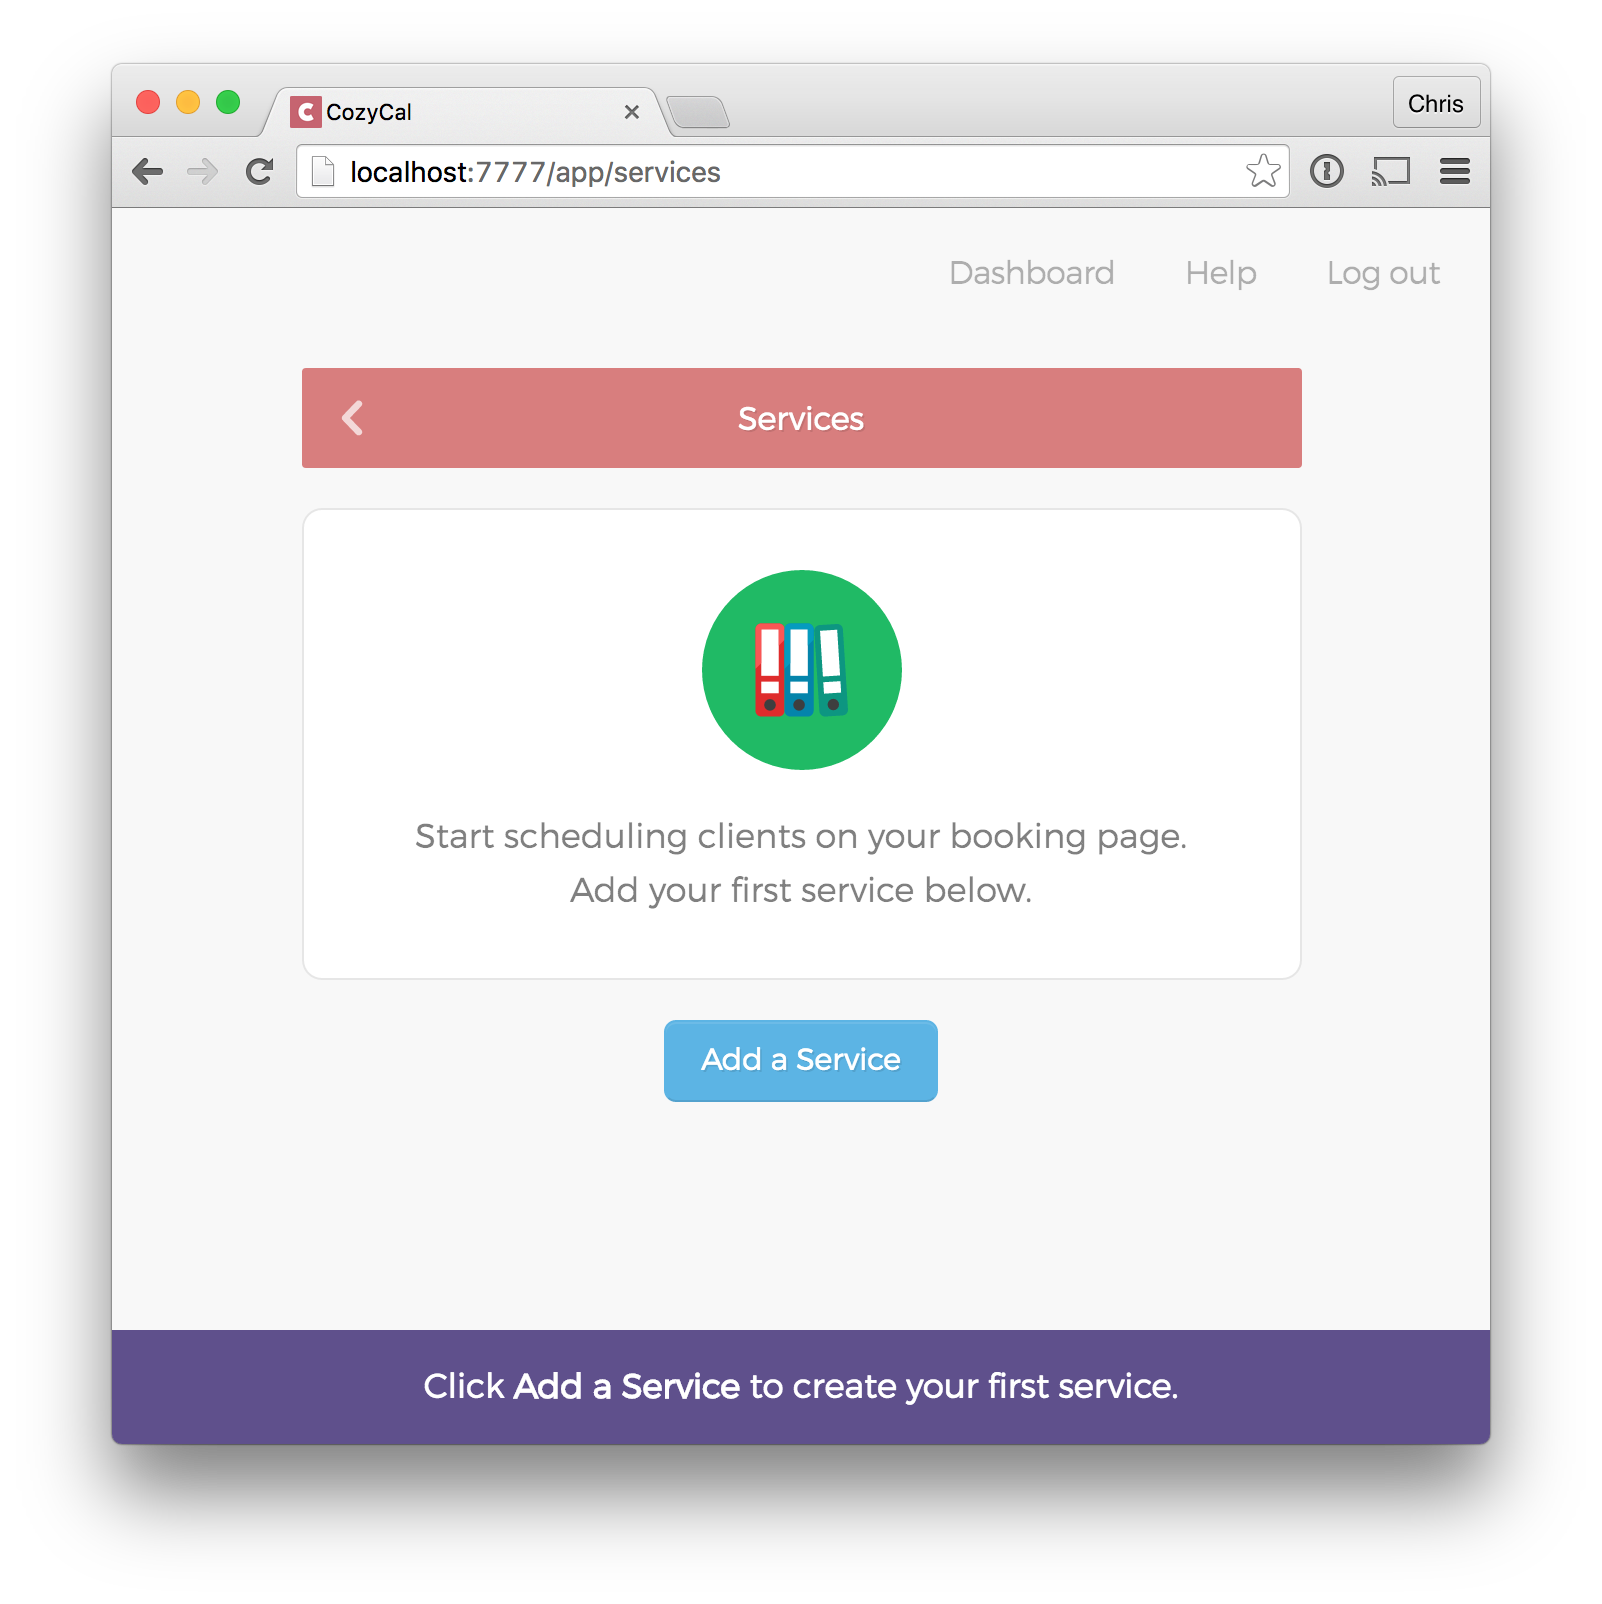 CozyCal
Chris
localhost:7777/app/services
Dashboard Help Log out
Services
Start scheduling clients on your booking page.
Add your first service below.
Add a Service
Click Add a Service to create your first service.